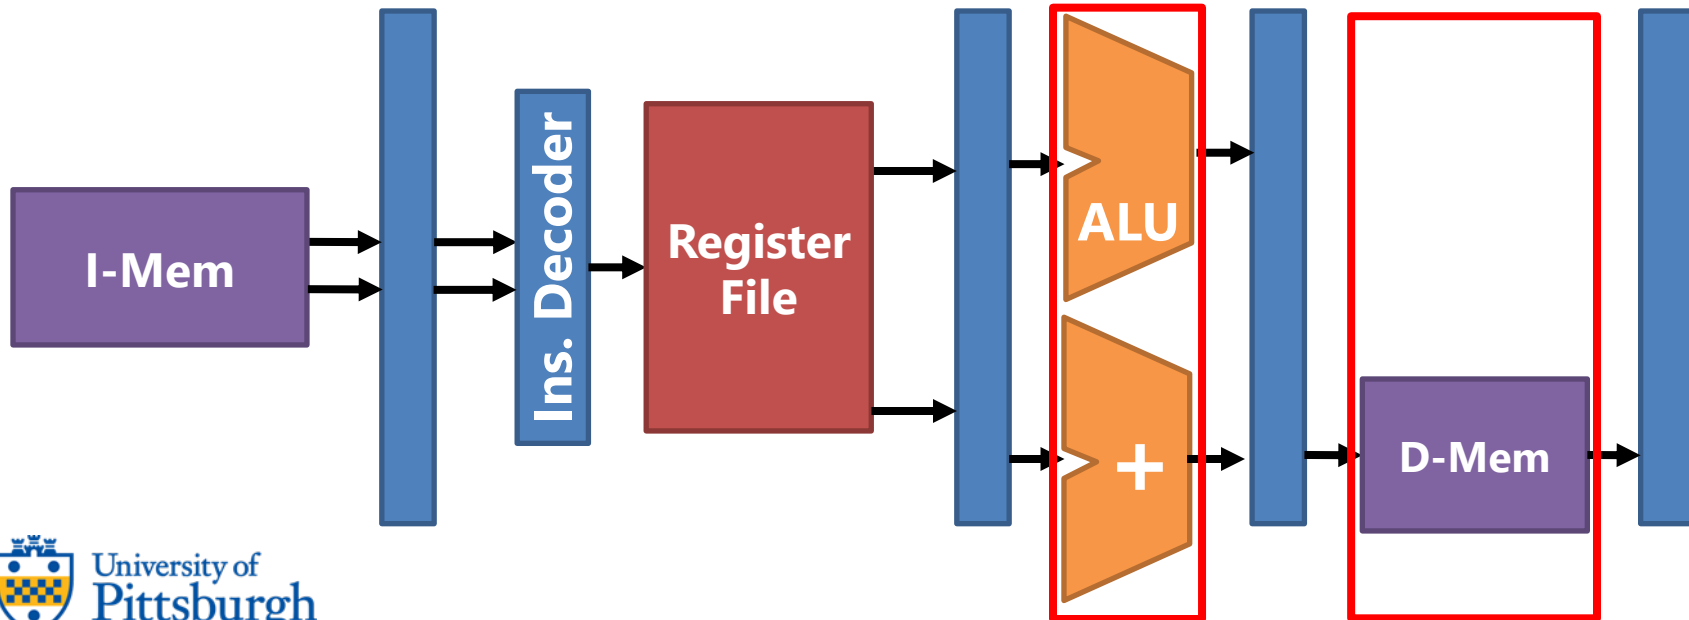 I-Mem
Ins. Decoder
Register
File
ALU
+
D-Mem
University of
Pittsburgh